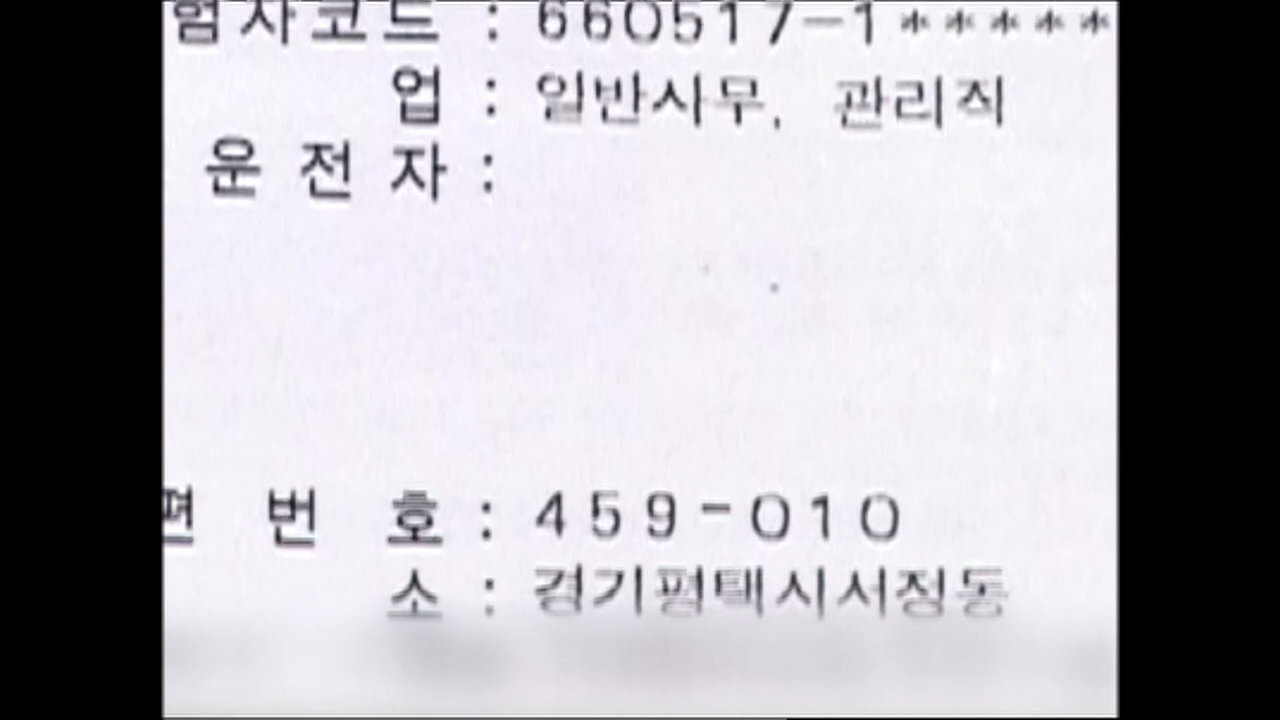 험자코드 : 660517-1*****
업 : 일반사무, 관리직
운 전 자 :
편 번 호 : 459-010
소 : 경기평택시서정동